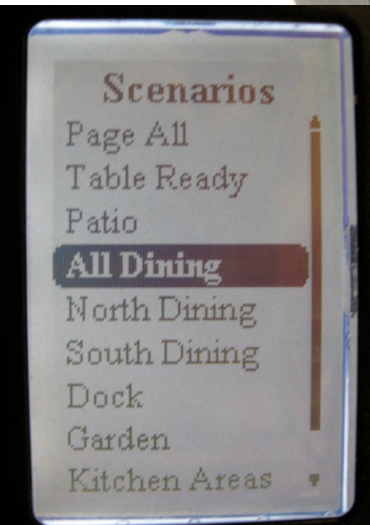 Scenarios
Page All
Table Ready
Patio
All Dining
North Dining
South Dining
Dock
Garden
Kitchen Areas